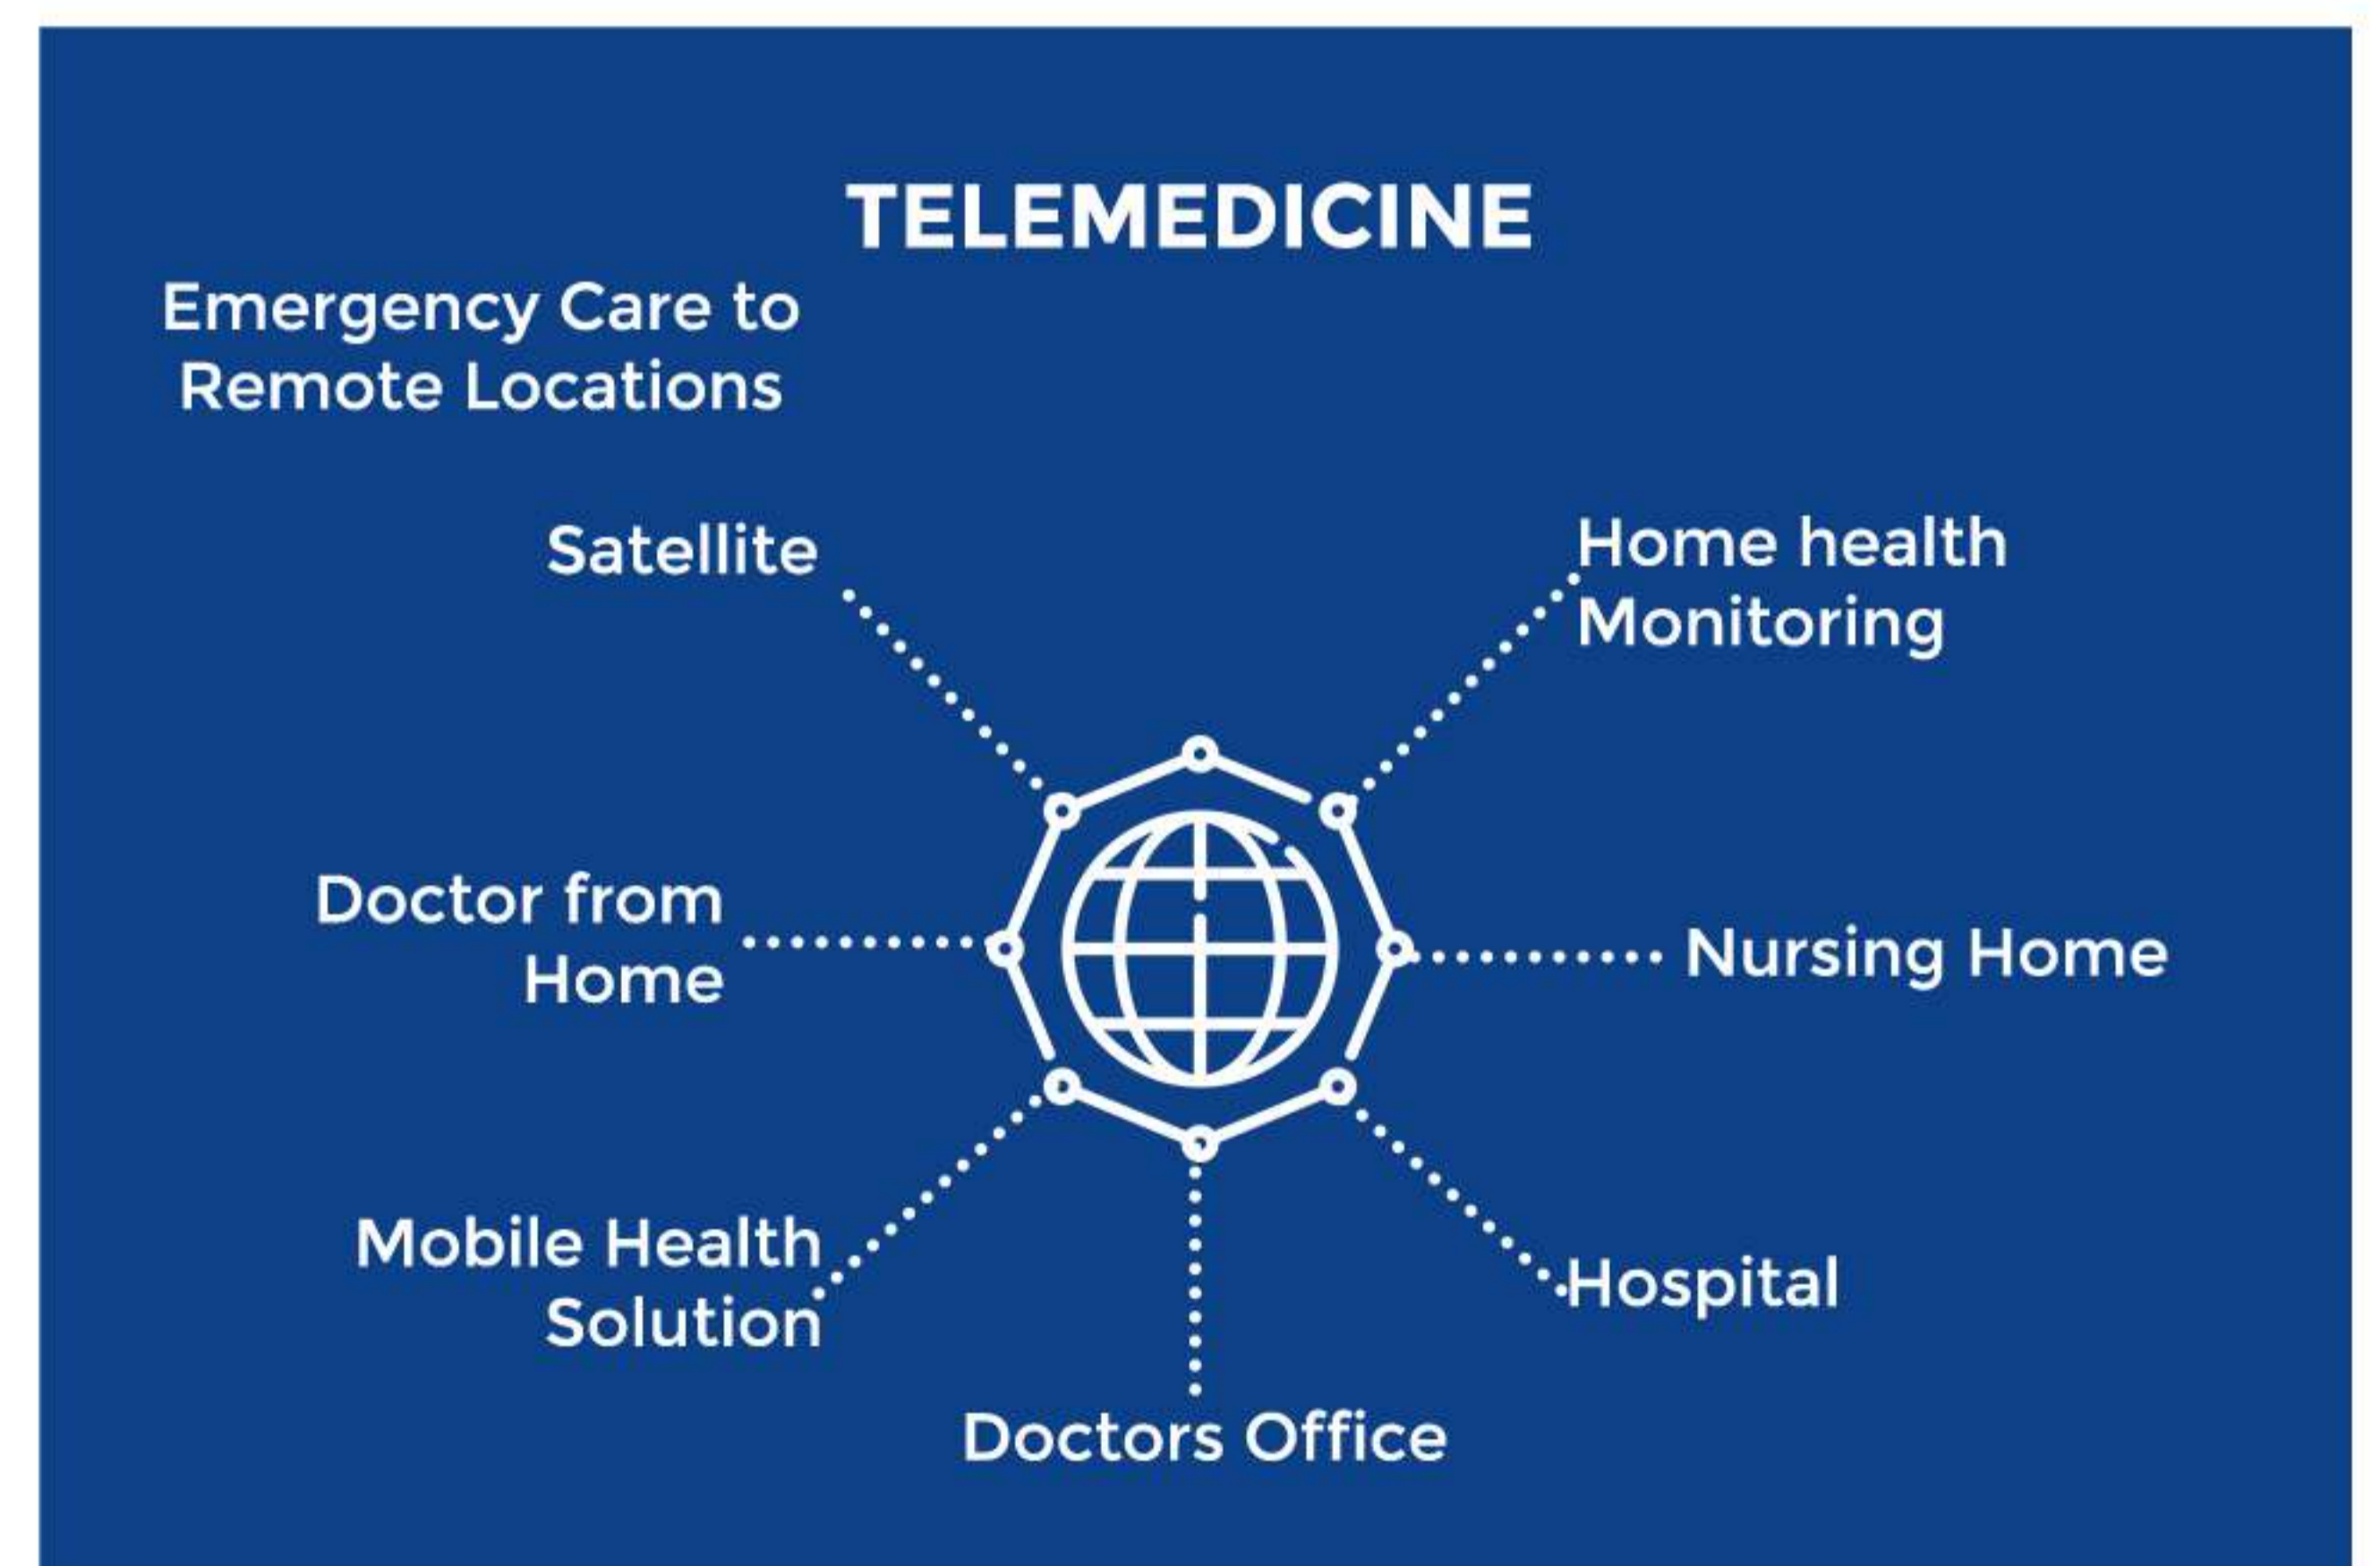 TELEMEDICINE
Emergency Care to
Remote Locations
Satellite
Home health
Monitoring
Doctor from
Home
Nursing Home
Mobile Health
Solution
Hospital
Doctors Office